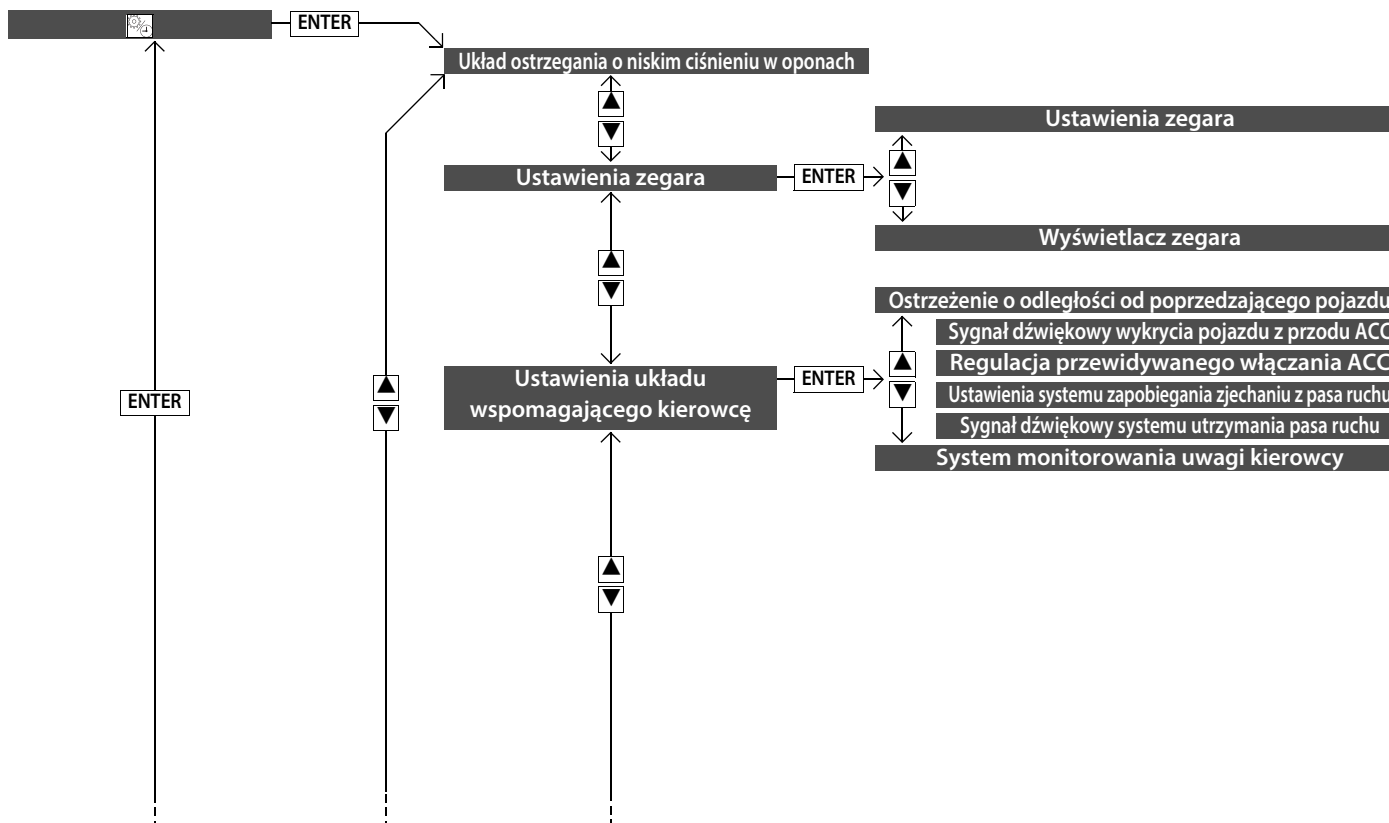 ENTER
Układ ostrzegania o niskim ciśnieniu w oponach
Ustawienia zegara
ENTER
Ustawienia zegara
Wyświetlacz zegara
Ustawienia układu
wspomagającego kierowcę
ENTER
Ostrzeżenie o odległości od poprzedzającego pojazdu
Sygnał dźwiękowy wykrycia pojazdu z przodu ACC
Regulacja przewidywanego włączania ACC
Ustawienia systemu zapobiegania zjechaniu z pasa ruchu
Sygnał dźwiękowy systemu utrzymania pasa ruchu
System monitorowania uwagi kierowcy
ENTER